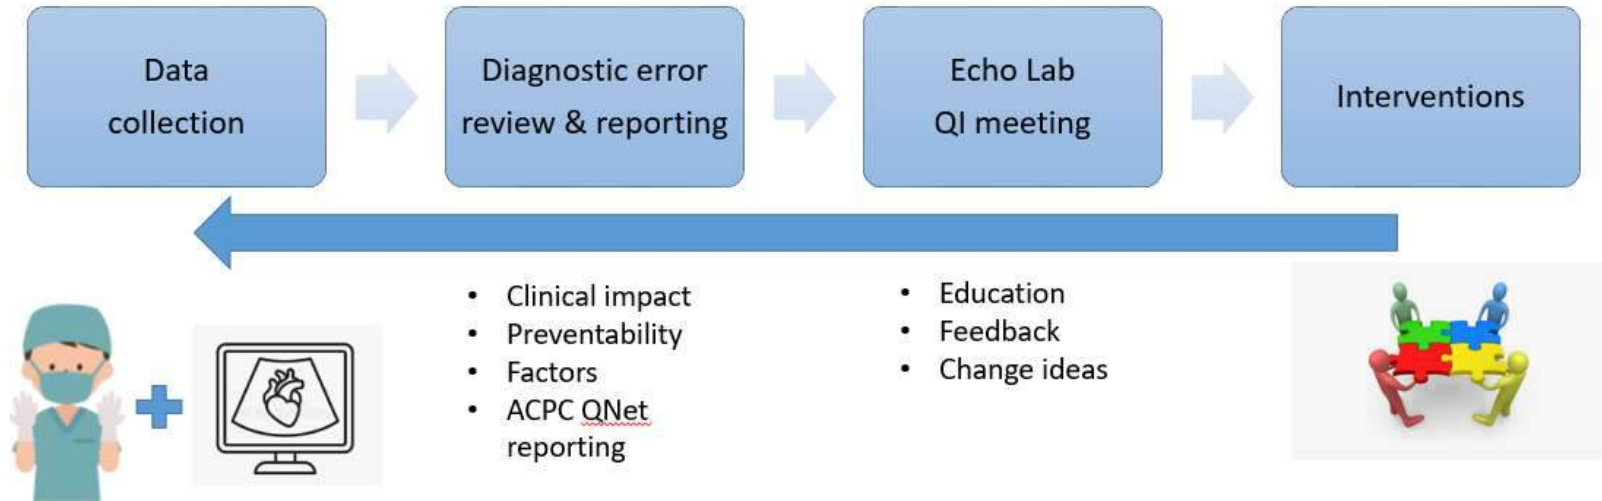 Data
collection
Diagnostic error
review & reporting
Echo Lab
QI meeting
Interventions
• Clinical impact
• Preventability
• Factors
• ACPC QNet
reporting
• Education
• Feedback
• Change ideas